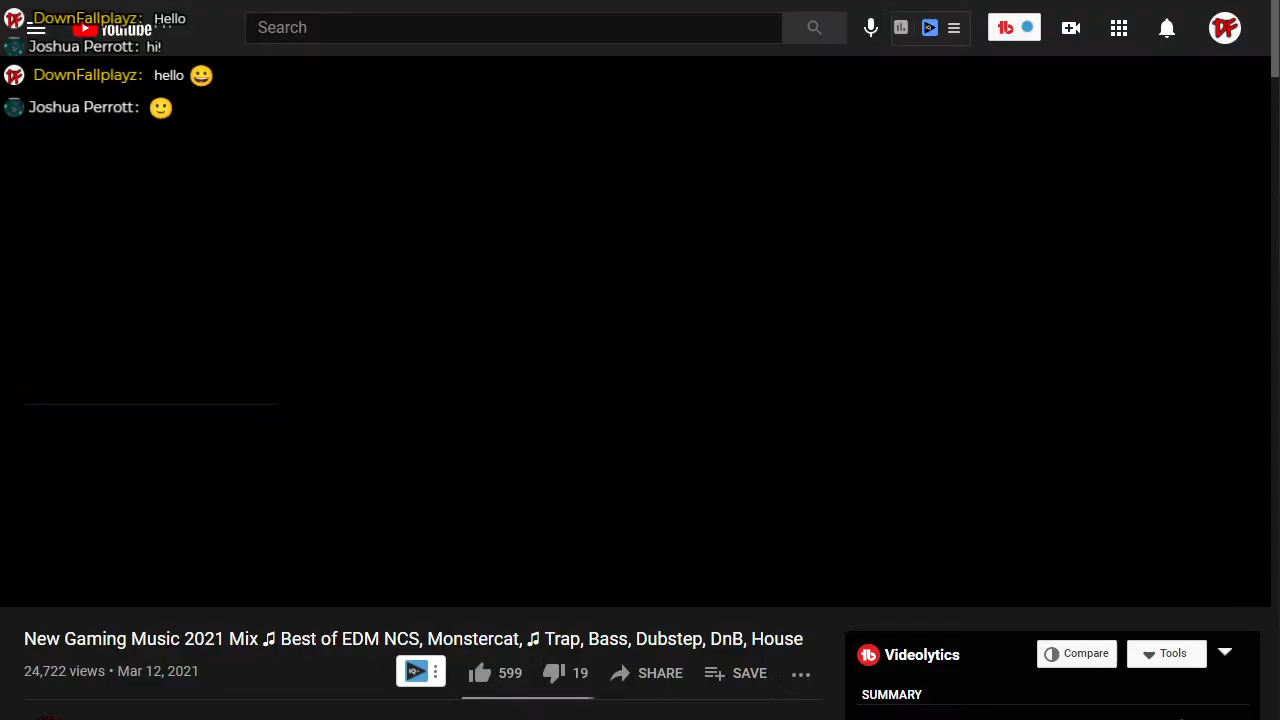 DownFallplayz: Hello
YouTube
Search
Joshua Perrott: hi!
DownFallplayz: hello 😀
Joshua Perrott: 🙂
New Gaming Music 2021 Mix ♫ Best of EDM NCS, Monstercat, ♫ Trap, Bass, Dubstep, DnB, House
24,722 views • Mar 12, 2021
599
19
SHARE
SAVE
Videolytics
Compare
Tools
SUMMARY